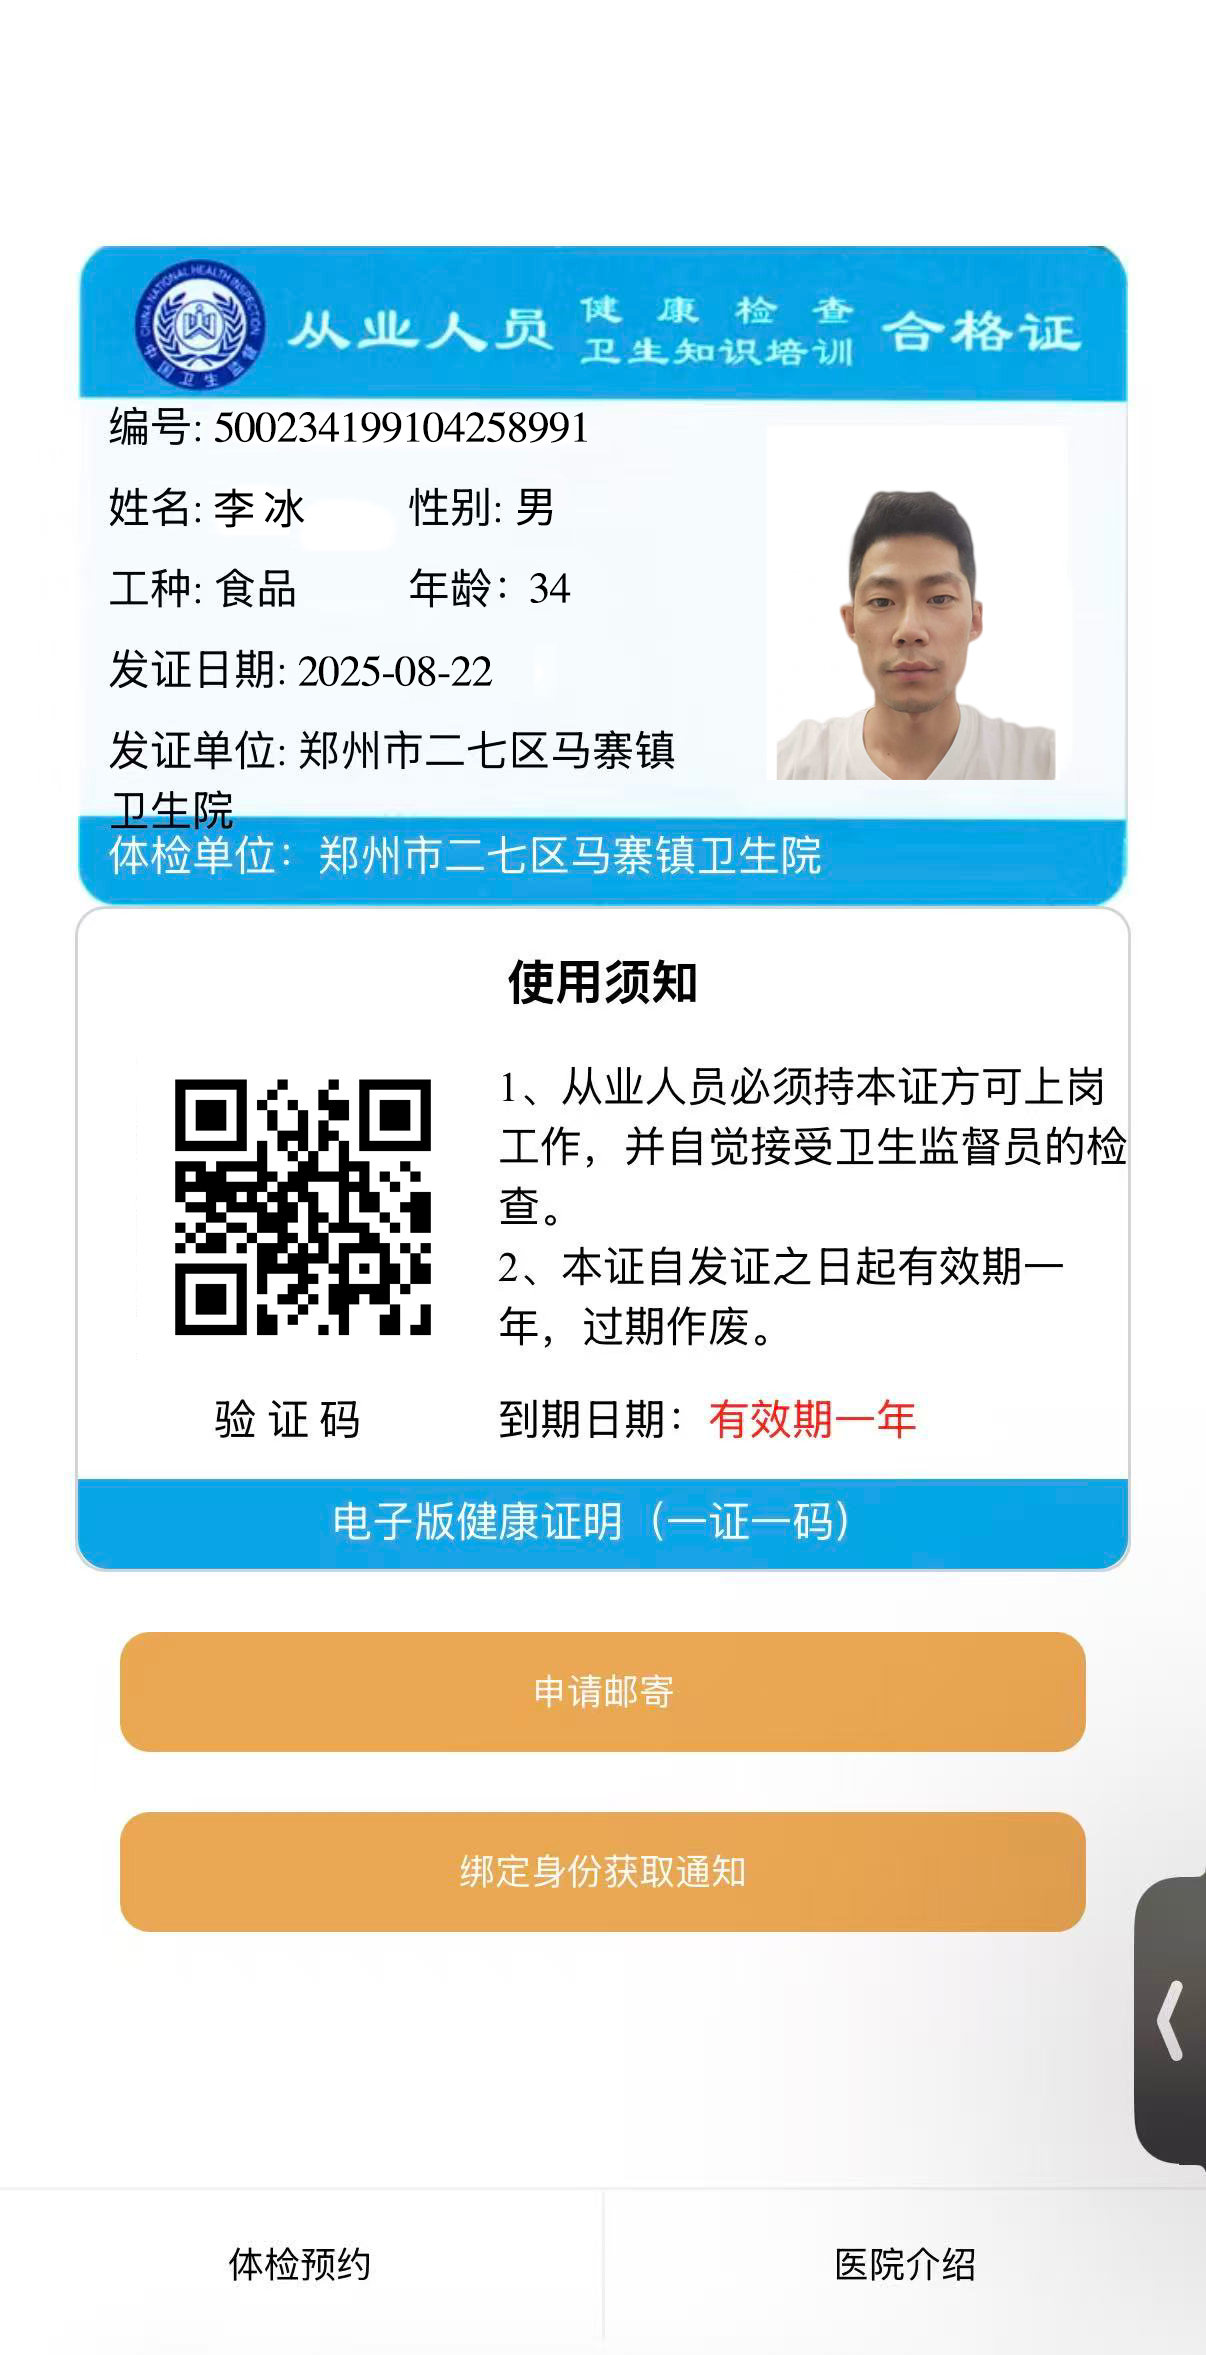 CHINA NATIONAL HEALTH INSPECTION
中国卫生监督
从业人员 健康检查 卫生知识培训 合格证
编号: 500234199104258991
姓名: 李冰 性别: 男
工种: 食品 年龄：34
发证日期: 2025-08-22
发证单位: 郑州市二七区马寨镇
卫生院
体检单位：郑州市二七区马寨镇卫生院
使用须知
1、从业人员必须持本证方可上岗
工作，并自觉接受卫生监督员的检
查。
2、本证自发证之日起有效期一
年，过期作废。
验证码 到期日期：有效期一年
电子版健康证明（一证一码）
申请邮寄
绑定身份获取通知
体检预约 医院介绍